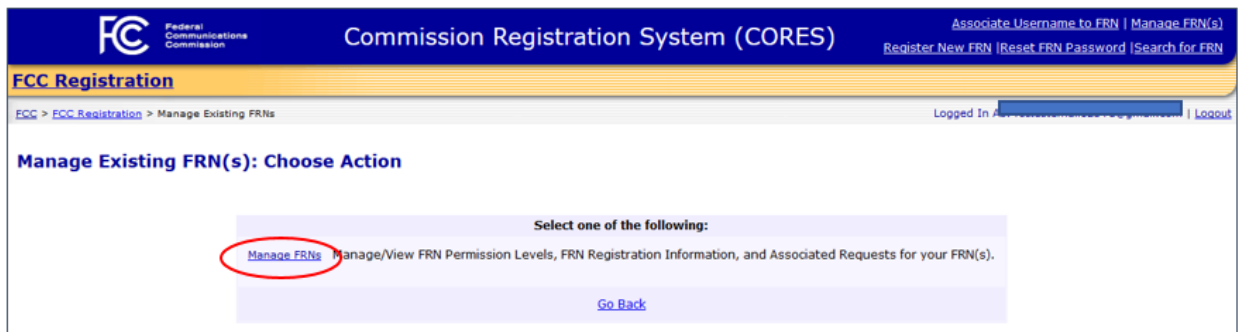 FCC Federal Communications Commission
Commission Registration System (CORES)
Associate Username to FRN | Manage FRN(s)
Register New FRN |Reset FRN Password |Search for FRN
FCC Registration
FCC > FCC Registration > Manage Existing FRNs
Logged In | Logout
Manage Existing FRN(s): Choose Action
Select one of the following:
Manage FRNs Manage/View FRN Permission Levels, FRN Registration Information, and Associated Requests for your FRN(s).
Go Back